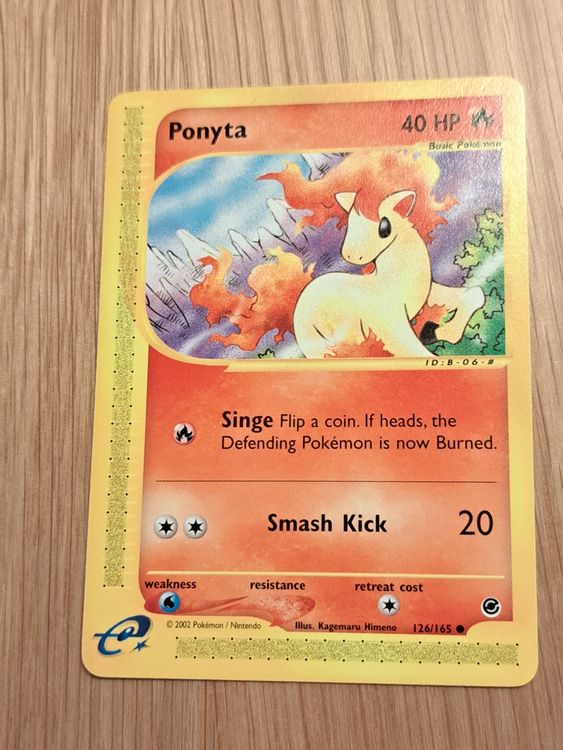 Ponyta
40 HP
Basic Pokémon
ID:B-06-#
Singe Flip a coin. If heads, the
Defending Pokémon is now Burned.
Smash Kick 20
weakness resistance retreat cost
© 2002 Pokémon / Nintendo Illus. Kagemaru Himeno 126/165
e